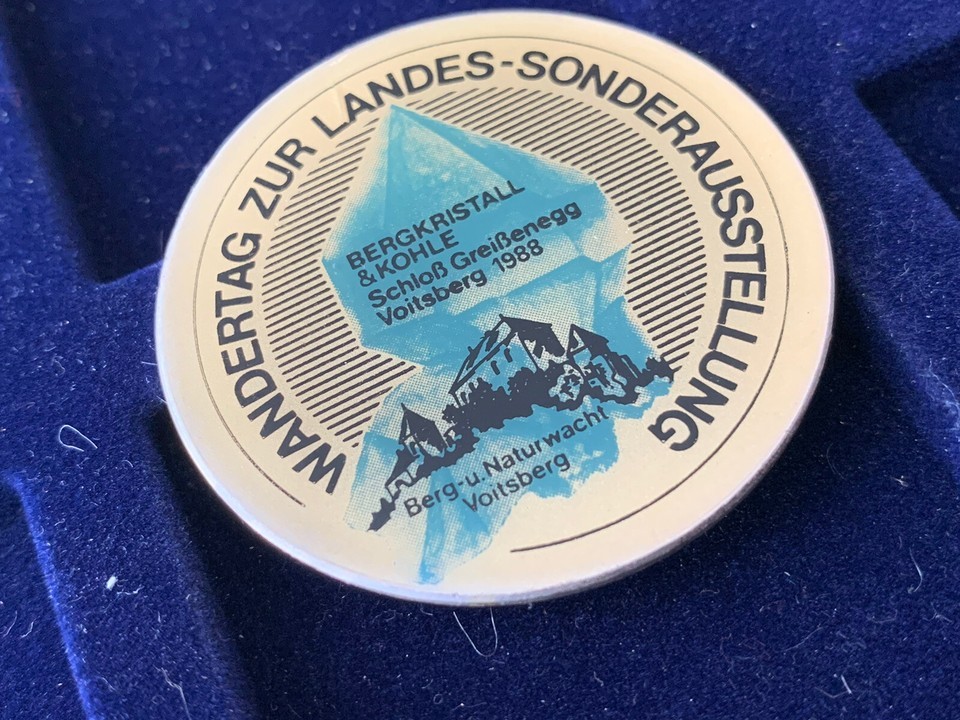 WANDERTAG ZUR LANDES-SONDERAUSSTELLUNG
BERGKRISTALL
&KOHLE
Schloß Greißenegg
Voitsberg 1988
Berg-u. Naturwacht
Voitsberg